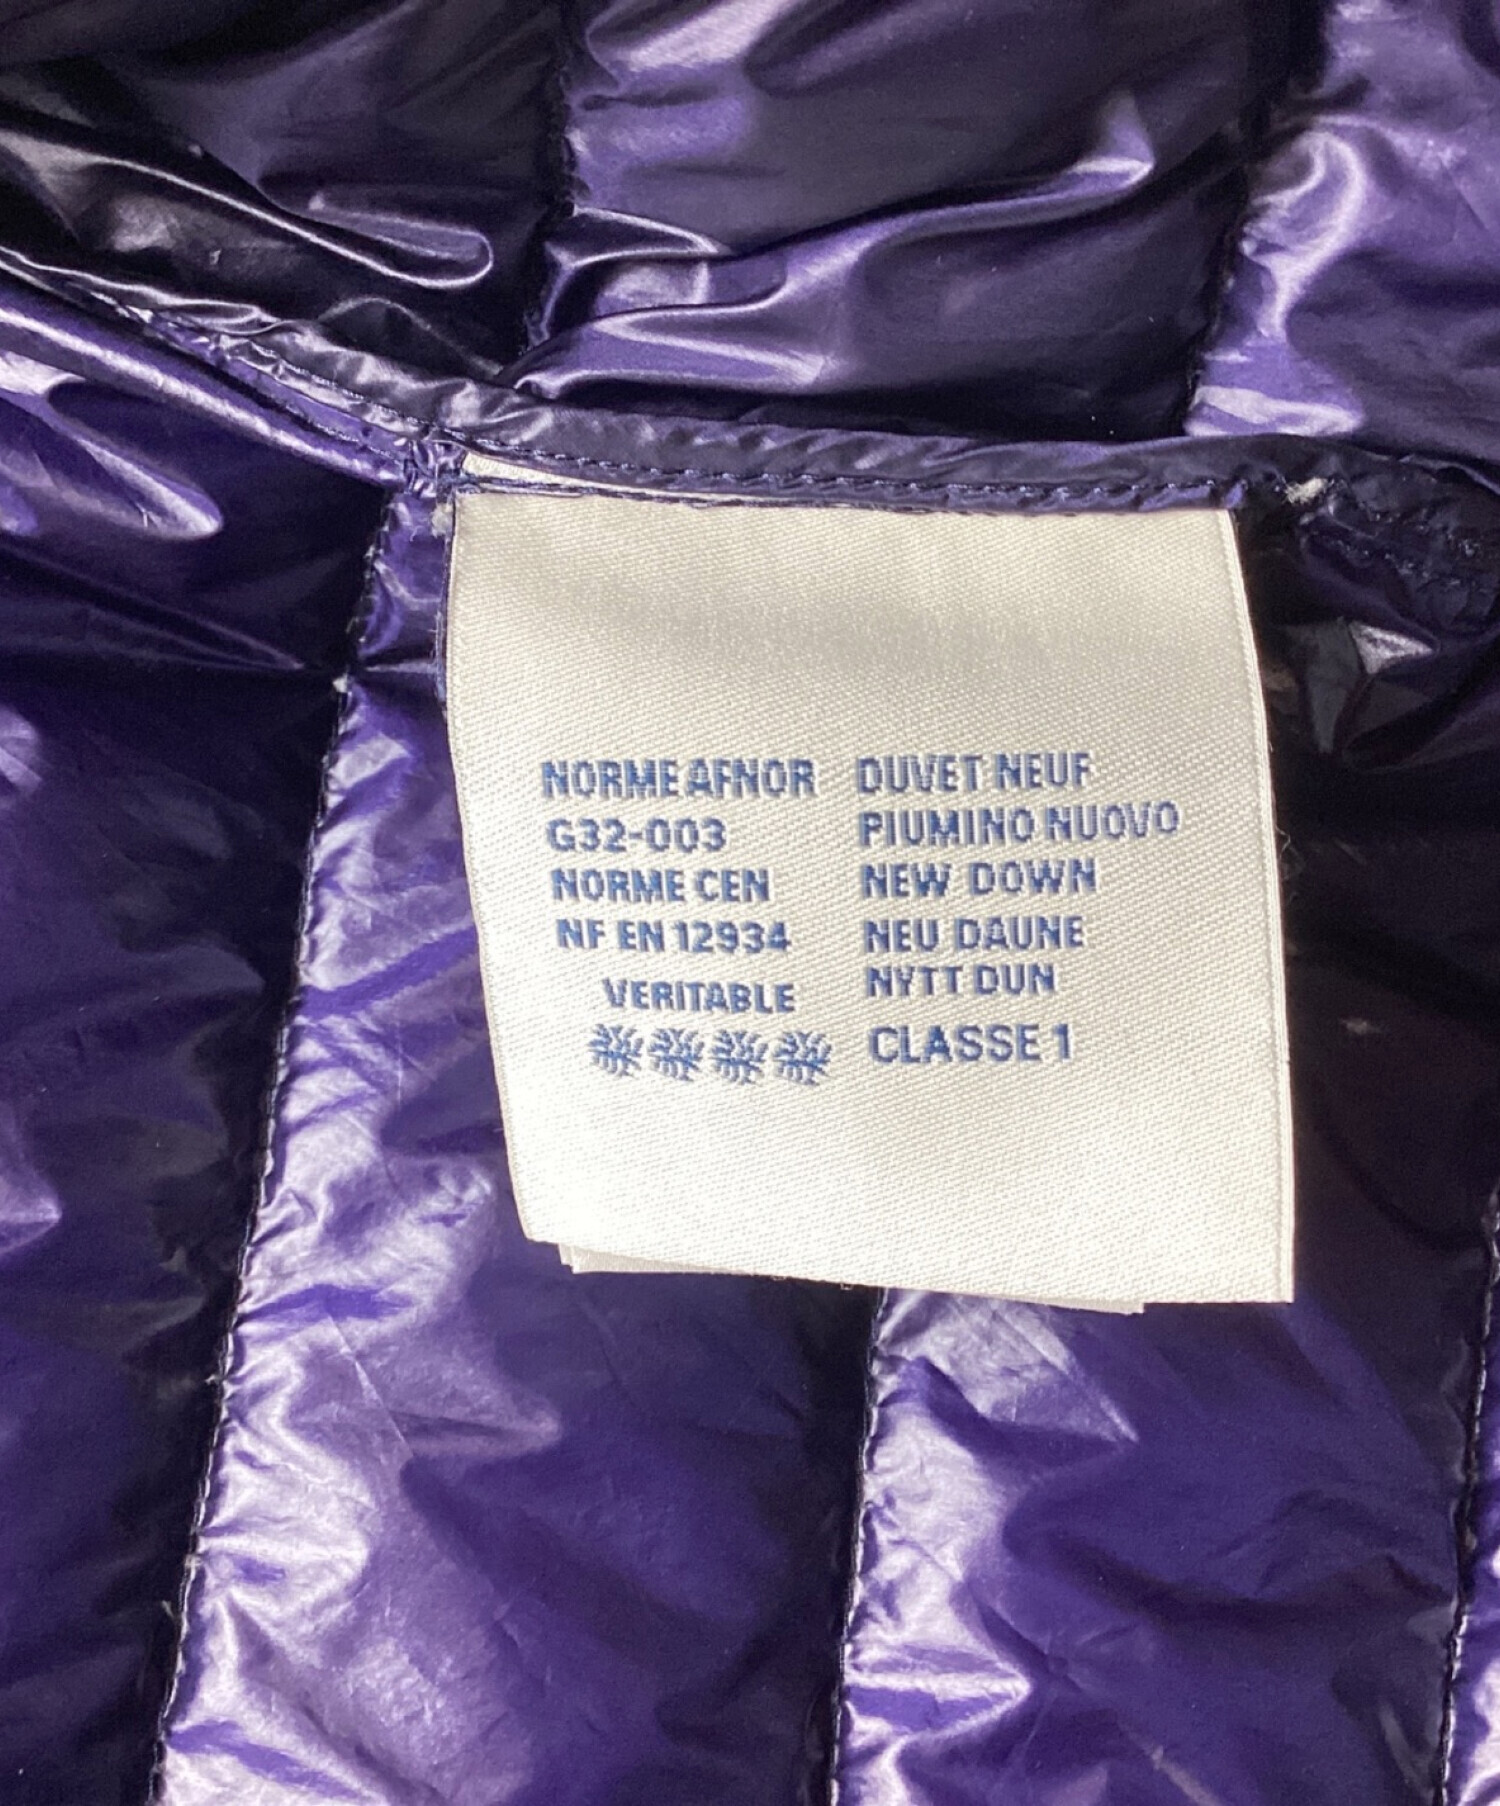 NORME AFNOR
G32-003
NORME CEN
NF EN 12934
VERITABLE
DUVET NEUF
PIUMINO NUOVO
NEW DOWN
NEU DAUNE
NYTT DUN
CLASSE 1